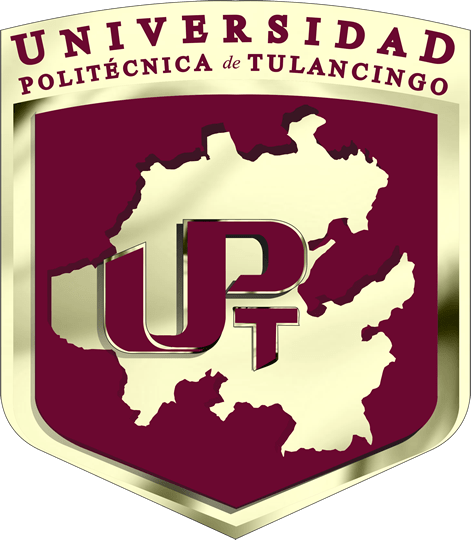 UNIVERSIDAD
POLITÉCNICA de TULANCINGO
UPT